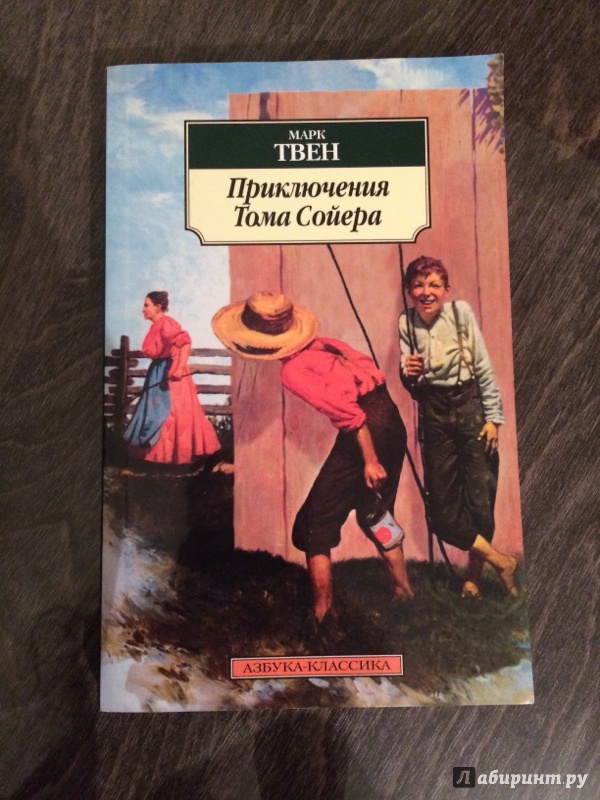 МАРК
ТВЕН
Приключения
Тома Сойера
АЗБУКА-КЛАССИКА
Лабиринт.ру